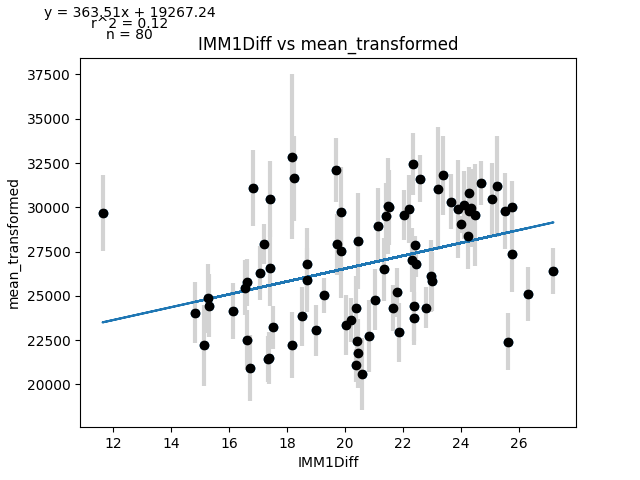 y = 363.51x + 19267.24
r^2 = 0.12
n = 80
IMM1Diff vs mean_transformed
37500
35000
32500
30000
27500
25000
22500
20000
mean_transformed
12 14 16 18 20 22 24 26
IMM1Diff